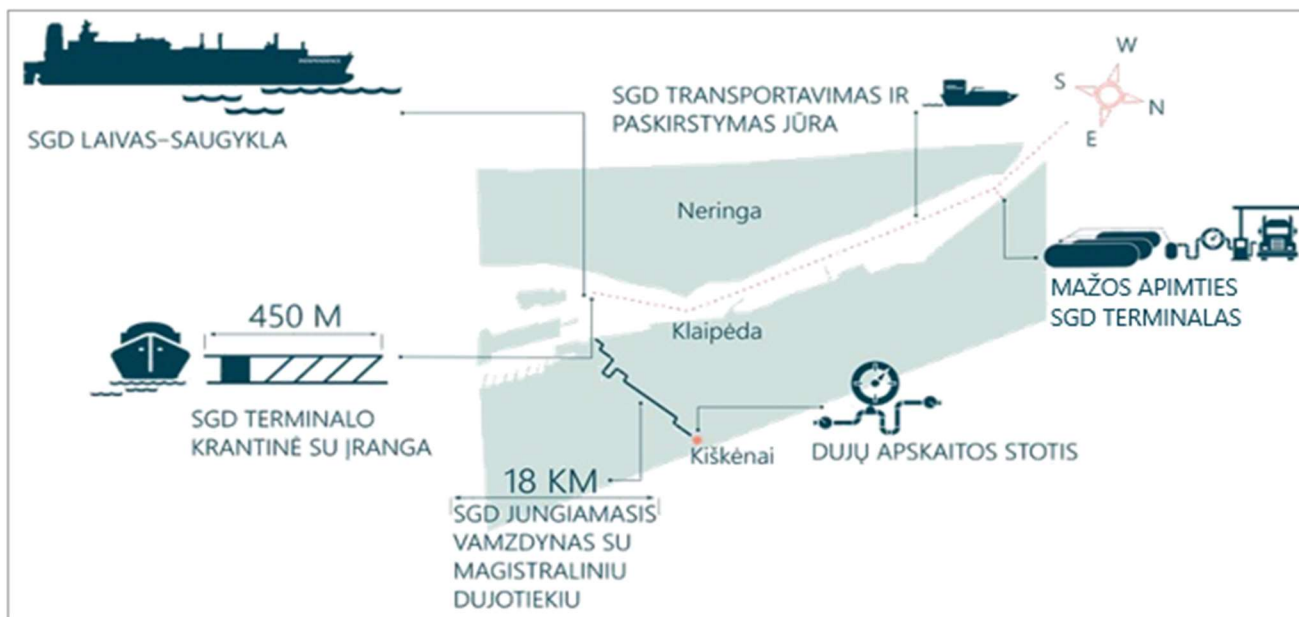 SGD LAIVAS–SAUGYKLA
SGD TRANSPORTAVIMAS IR
PASKIRSTYMAS JŪRA
W
S
N
E
Neringa
MAŽOS APIMTIES
SGD TERMINALAS
450 M
SGD TERMINALO
KRANTINĖ SU ĮRANGA
Klaipėda
Kiškėnai
DUJŲ APSKAITOS STOTIS
18 KM
SGD JUNGIAMASIS
VAMZDYNAS SU
MAGISTRALINIU
DUJOTIEKIU